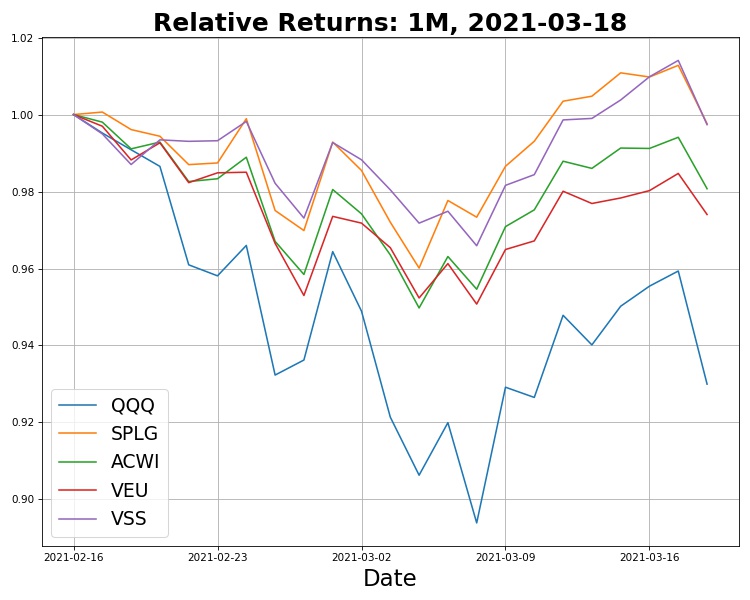 Relative Returns: 1M, 2021-03-18
1.02
1.00
0.98
0.96
0.94
0.92
0.90
QQQ
SPLG
ACWI
VEU
VSS
2021-02-16
2021-02-23
2021-03-02
2021-03-09
2021-03-16
Date